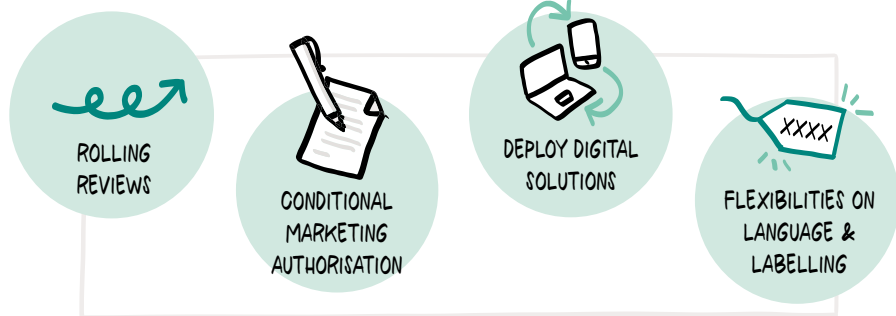 ROLLING
REVIEWS
CONDITIONAL
MARKETING
AUTHORISATION
DEPLOY DIGITAL
SOLUTIONS
XXXX
FLEXIBILITIES ON
LANGUAGE &
LABELLING